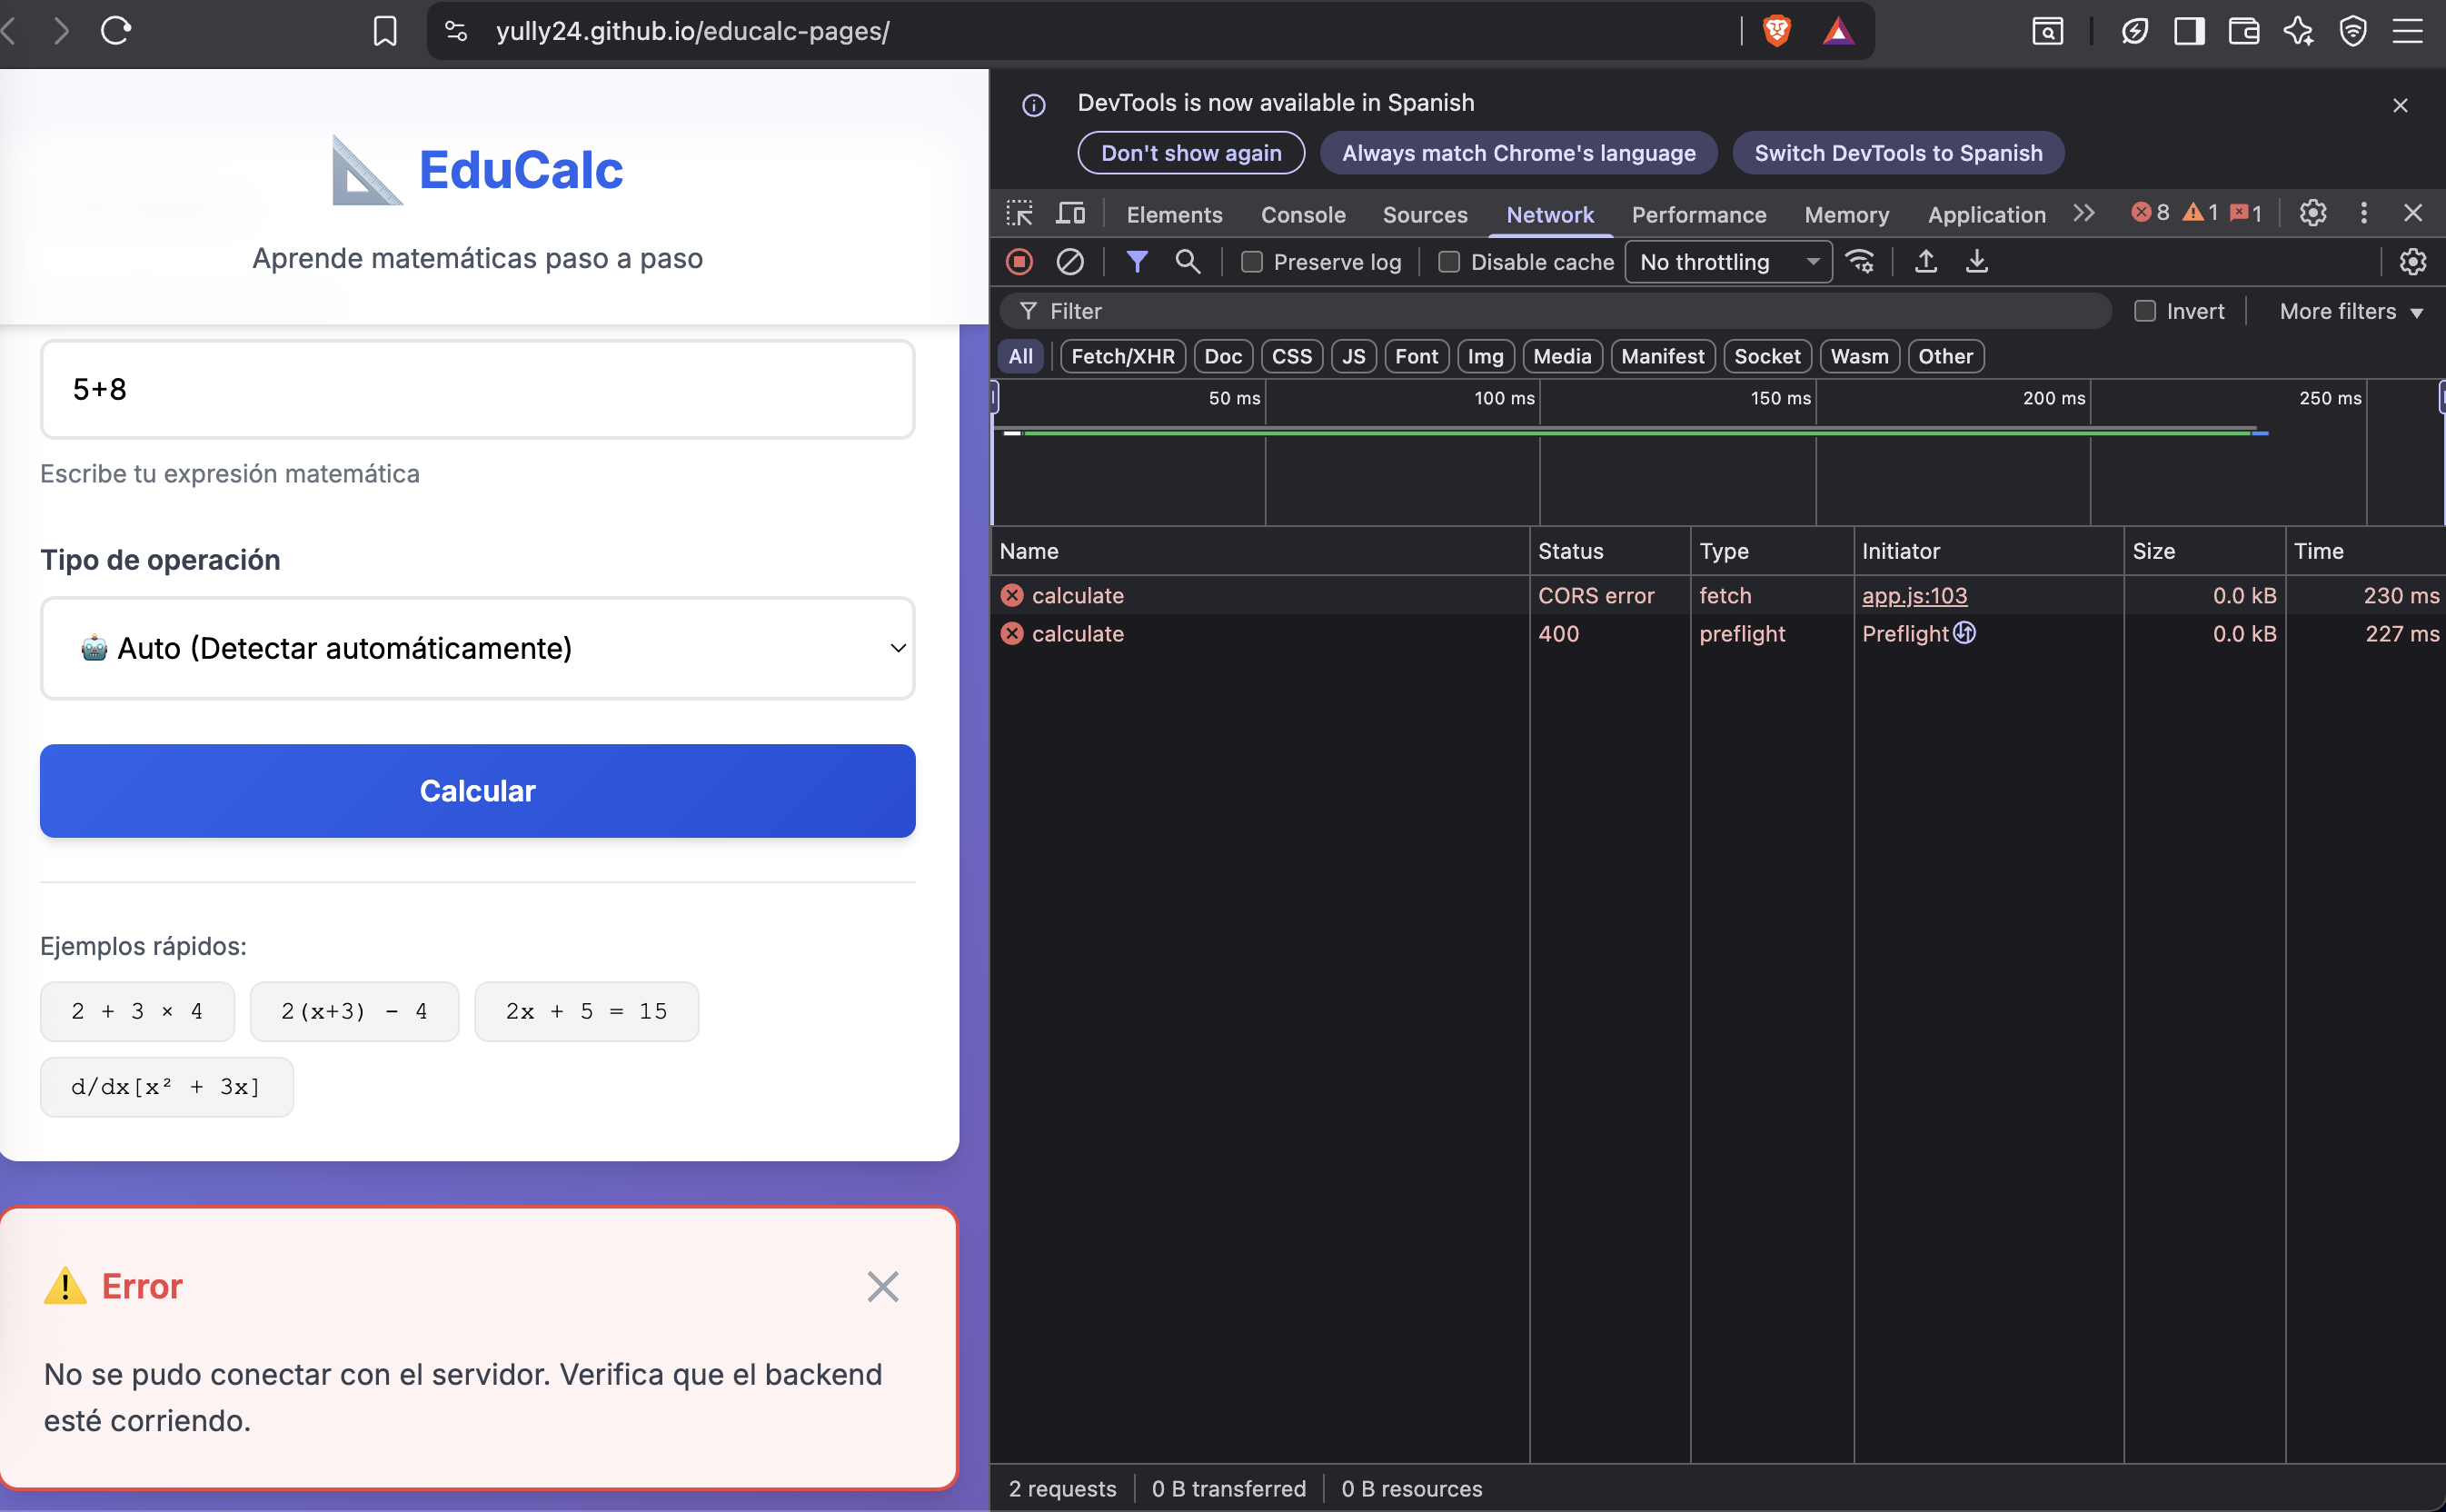 yully24.github.io/educalc-pages/
EduCalc
Aprende matemáticas paso a paso
5+8
Escribe tu expresión matemática
Tipo de operación
Auto (Detectar automáticamente)
Calcular
Ejemplos rápidos:
2 + 3 × 4
2(x+3) - 4
2x + 5 = 15
d/dx[x² + 3x]
Error
No se pudo conectar con el servidor. Verifica que el backend
esté corriendo.
DevTools is now available in Spanish
Don't show again Always match Chrome's language Switch DevTools to Spanish
Elements Console Sources Network Performance Memory Application 8 1 1
Preserve log Disable cache No throttling
Filter Invert More filters
All Fetch/XHR Doc CSS JS Font Img Media Manifest Socket Wasm Other
50 ms 100 ms 150 ms 200 ms 250 ms
Name Status Type Initiator Size Time
calculate CORS error fetch app.js:103 0.0 kB 230 ms
calculate 400 preflight Preflight 0.0 kB 227 ms
2 requests 0 B transferred 0 B resources